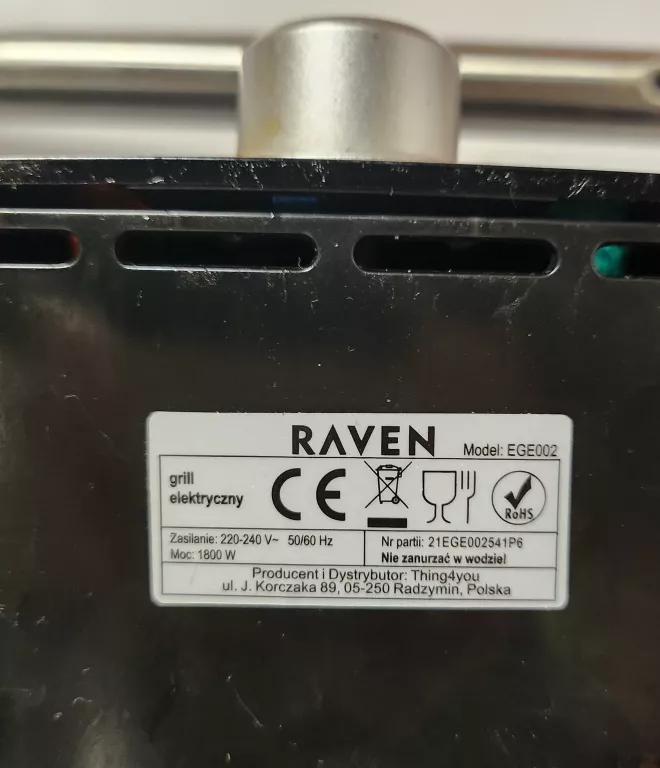 RAVEN
Model: EGE002
grill
elektryczny
CE
RoHS
Zasilanie: 220-240 V~ 50/60 Hz
Moc: 1800 W
Nr partii: 21EGE002541P6
Nie zanurzać w wodzie!
Producent i Dystrybutor: Thing4you
ul. J. Korczaka 89, 05-250 Radzymin, Polska